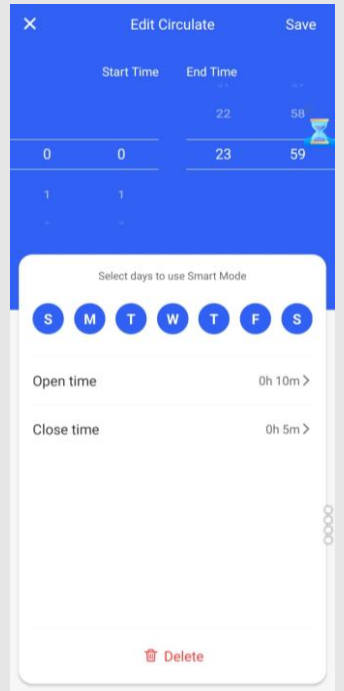 × Edit Circulate Save
Start Time End Time
22 58
0 0 23 59
1 1
Select days to use Smart Mode
S M T W T F S
Open time 0h 10m >
Close time 0h 5m >
Delete